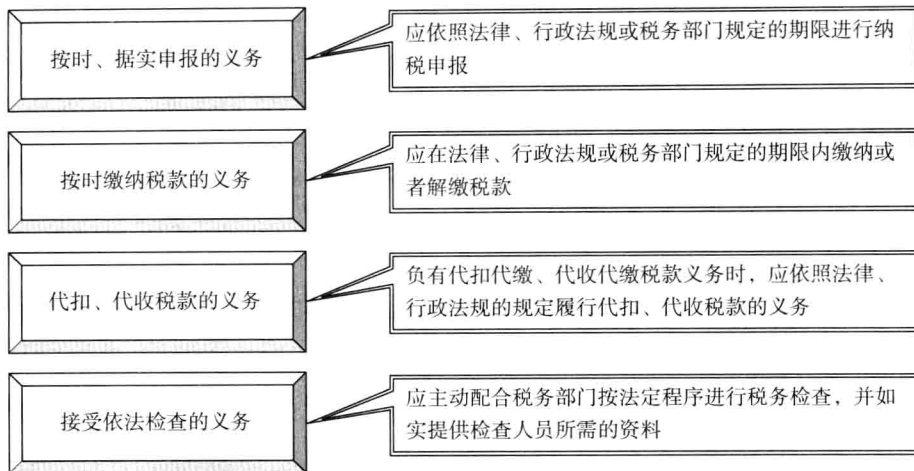 按时、据实申报的义务
应依照法律、行政法规或税务部门规定的期限进行纳
税申报
按时缴纳税款的义务
应在法律、行政法规或税务部门规定的期限内缴纳或
者解缴税款
代扣、代收税款的义务
负有代扣代缴、代收代缴税款义务时，应依照法律、
行政法规的规定履行代扣、代收税款的义务
接受依法检查的义务
应主动配合税务部门按法定程序进行税务检查，并如
实提供检查人员所需的资料